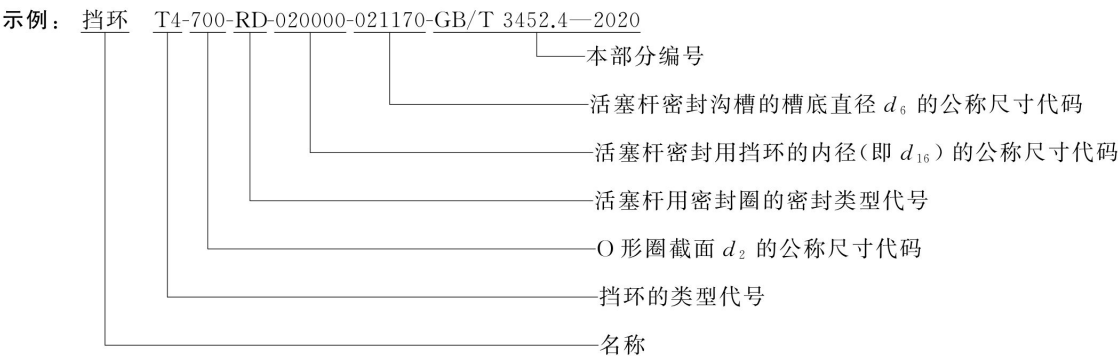 示例：挡环 T4-700-RD-020000-021170-GB/T 3452.4—2020
本部分编号
活塞杆密封沟槽的槽底直径 d6 的公称尺寸代码
活塞杆密封用挡环的内径(即 d16)的公称尺寸代码
活塞杆用密封圈的密封类型代号
O 形圈截面 d2 的公称尺寸代码
挡环的类型代号
名称